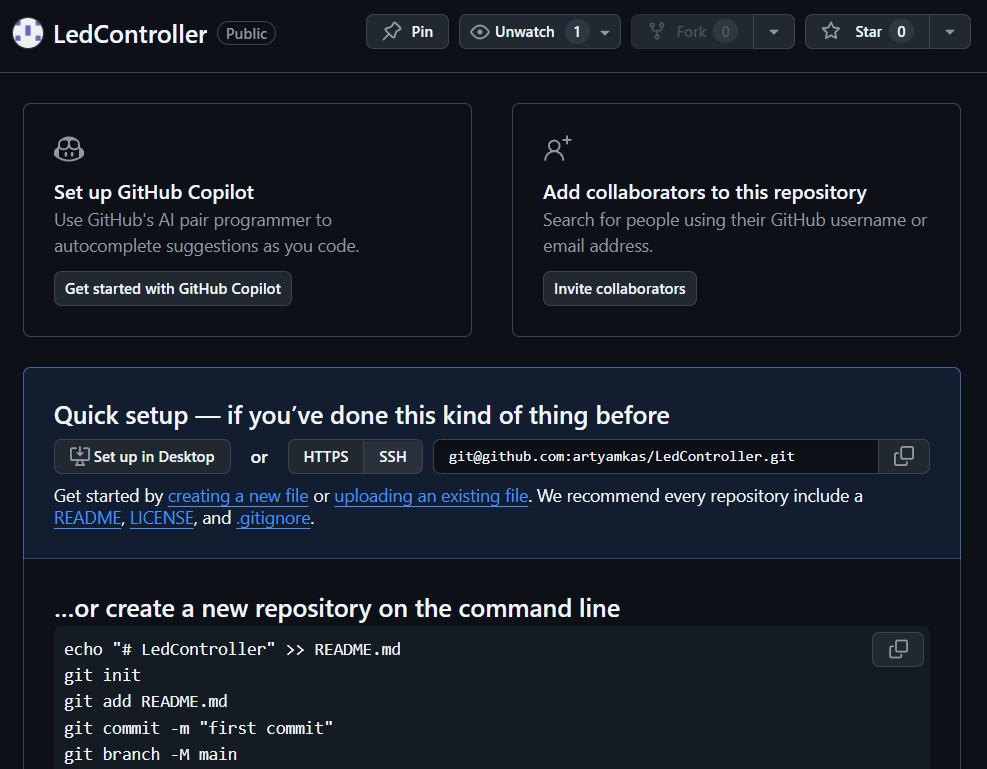 LedController Public Pin Unwatch 1 Fork 0 Star 0
Set up GitHub Copilot
Use GitHub's AI pair programmer to
autocomplete suggestions as you code.
Get started with GitHub Copilot
Add collaborators to this repository
Search for people using their GitHub username or
email address.
Invite collaborators
Quick setup — if you’ve done this kind of thing before
Set up in Desktop or HTTPS SSH git@github.com:artyamkas/LedController.git
Get started by creating a new file or uploading an existing file. We recommend every repository include a
README, LICENSE, and .gitignore.
…or create a new repository on the command line
echo "# LedController" >> README.md
git init
git add README.md
git commit -m "first commit"
git branch -M main